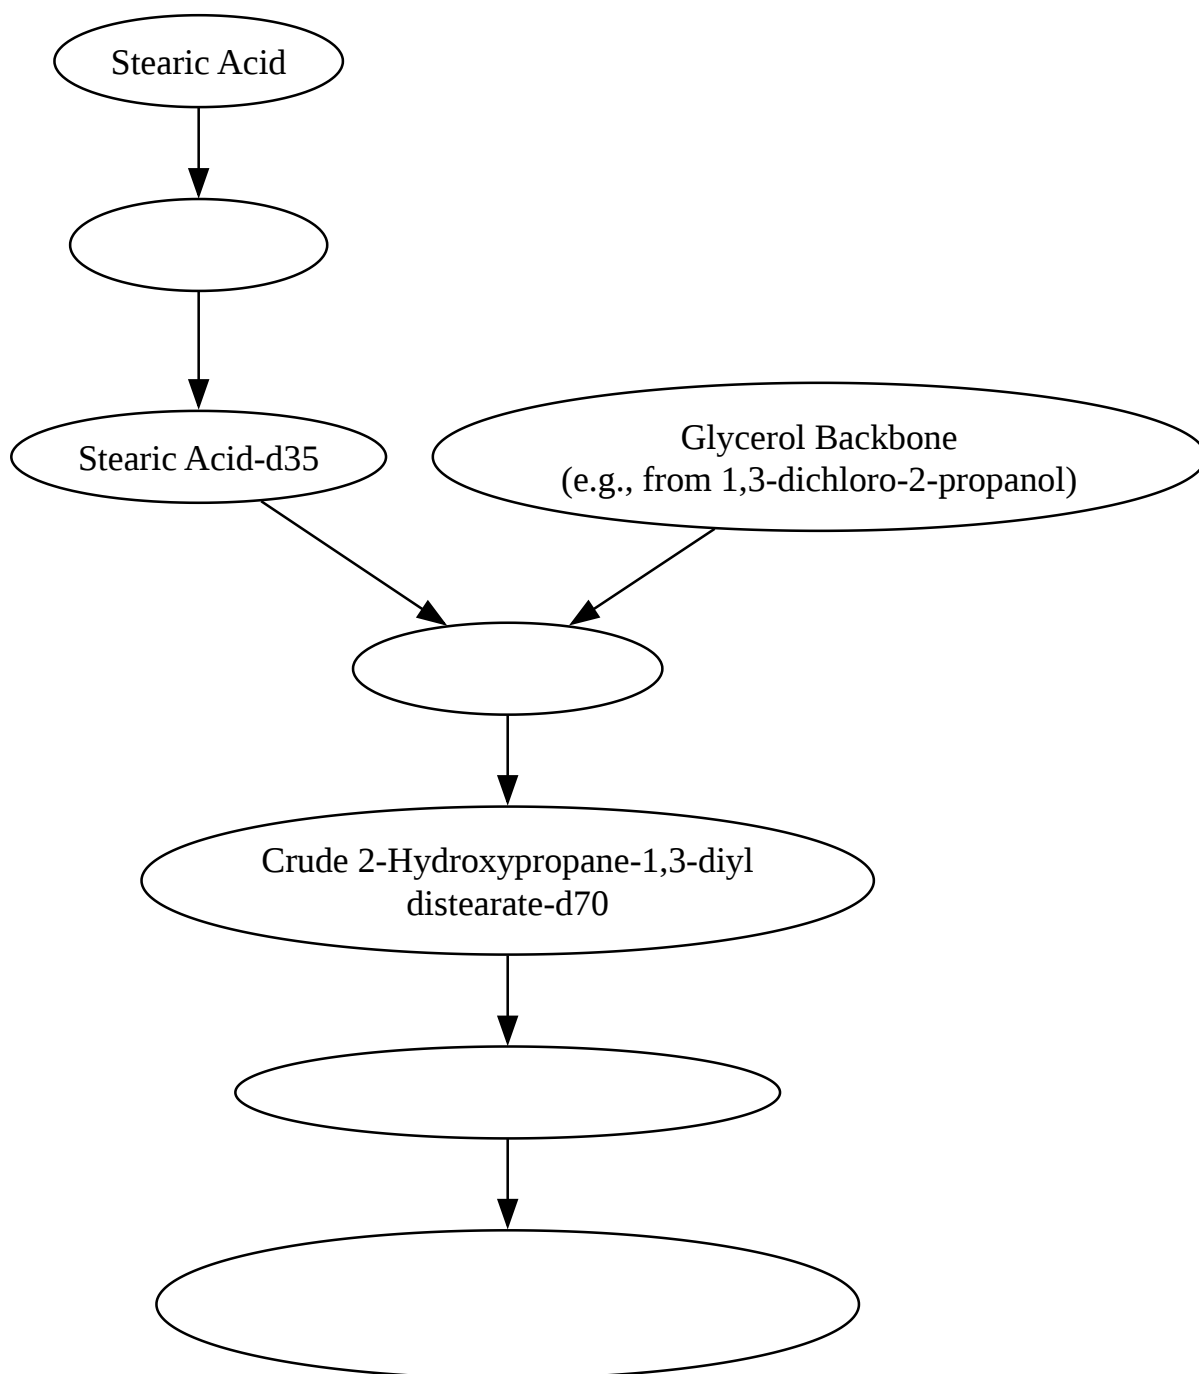 Stearic Acid
Stearic Acid-d35
Glycerol Backbone
(e.g., from 1,3-dichloro-2-propanol)
Crude 2-Hydroxypropane-1,3-diyl
distearate-d70